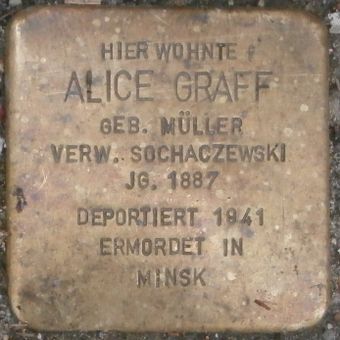 HIER WOHNTE
ALICE GRAFF
GEB. MÜLLER
VERW. SOCHACZEWSKI
JG. 1887
DEPORTIERT 1941
ERMORDET IN
MINSK